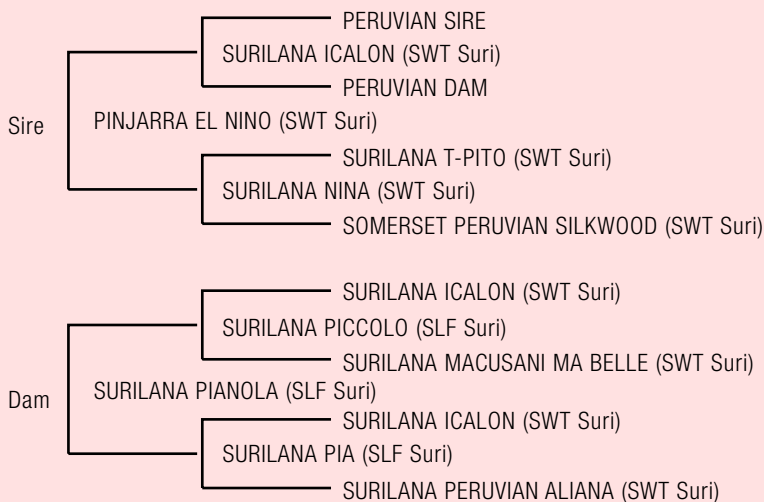 PERUVIAN SIRE
SURILANA ICALON (SWT Suri)
PERUVIAN DAM
Sire
PINJARRA EL NINO (SWT Suri)
SURILANA T-PITO (SWT Suri)
SURILANA NINA (SWT Suri)
SOMERSET PERUVIAN SILKWOOD (SWT Suri)
SURILANA ICALON (SWT Suri)
SURILANA PICCOLO (SLF Suri)
SURILANA MACUSANI MA BELLE (SWT Suri)
Dam
SURILANA PIANOLA (SLF Suri)
SURILANA ICALON (SWT Suri)
SURILANA PIA (SLF Suri)
SURILANA PERUVIAN ALIANA (SWT Suri)